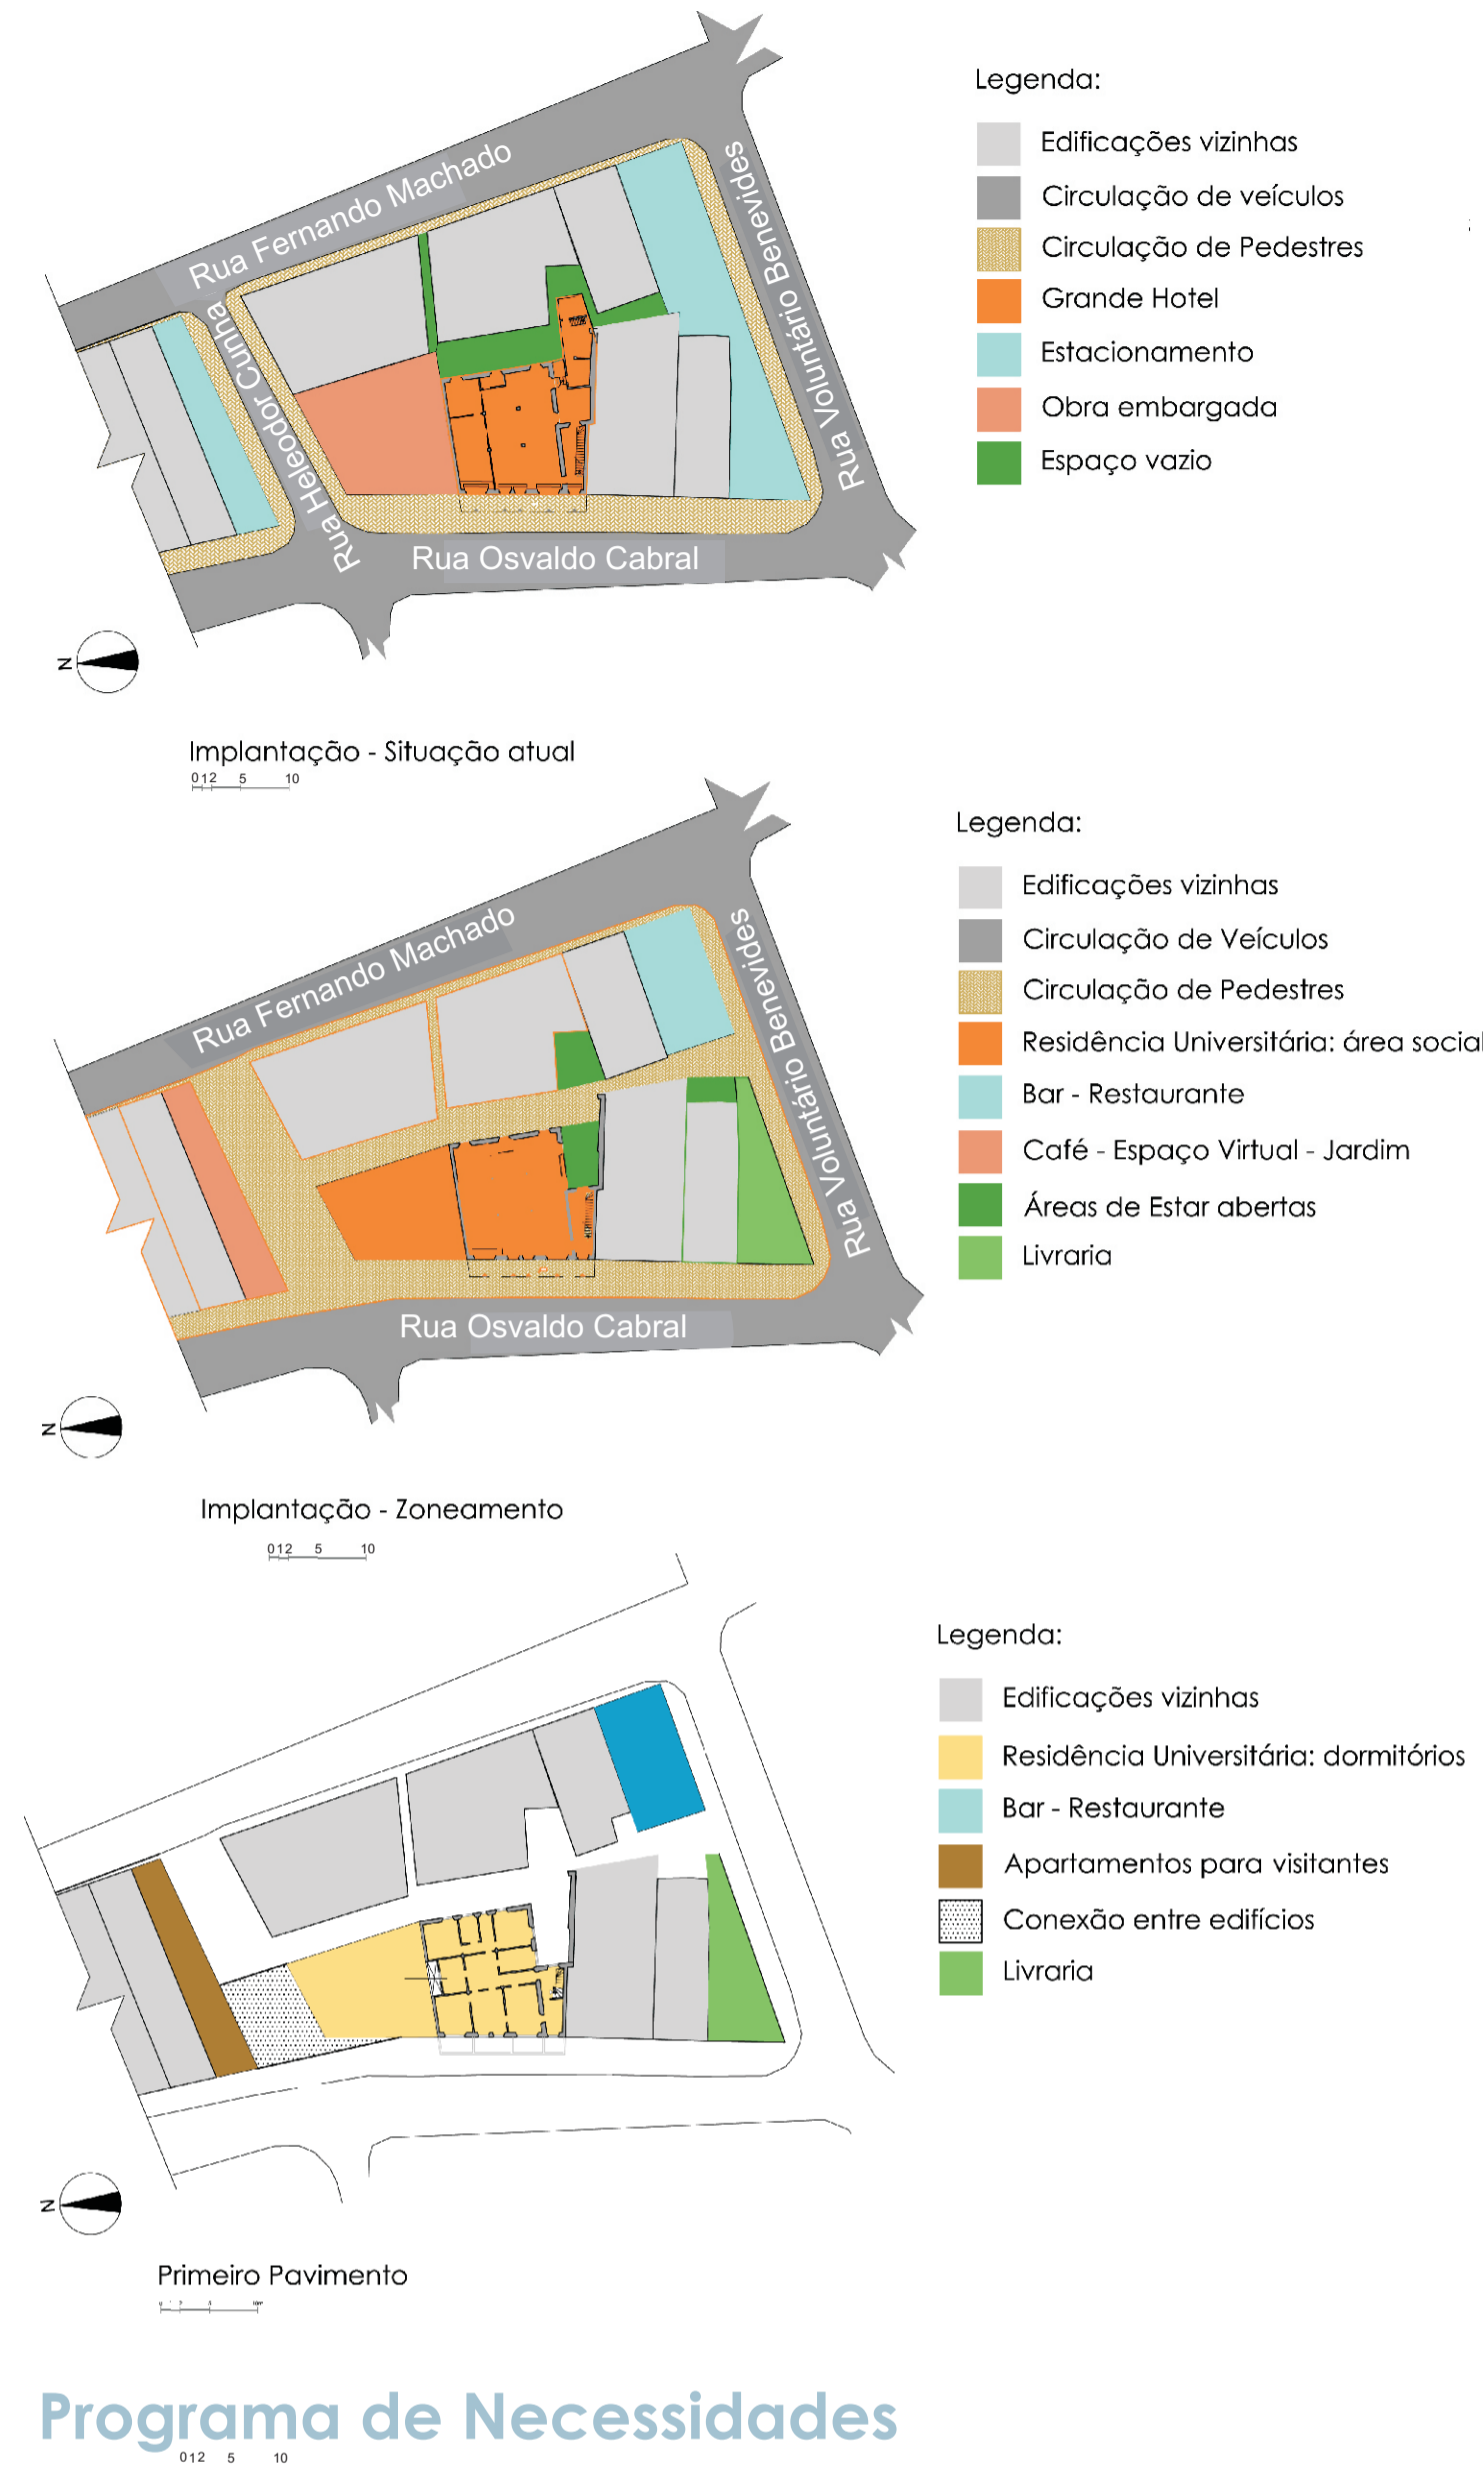 Legenda:
Edificações vizinhas
Circulação de veículos
Circulação de Pedestres
Grande Hotel
Estacionamento
Obra embargada
Espaço vazio
Rua Fernando Machado
Rua Voluntário Benevides
Rua Heleodor Cunha
Rua Osvaldo Cabral
N
Implantação - Situação atual
0 1 2 5 10
Legenda:
Edificações vizinhas
Circulação de Veículos
Circulação de Pedestres
Residência Universitária: área social
Bar - Restaurante
Café - Espaço Virtual - Jardim
Áreas de Estar abertas
Livraria
Rua Fernando Machado
Rua Voluntário Benevides
Rua Osvaldo Cabral
N
Implantação - Zoneamento
0 1 2 5 10
Legenda:
Edificações vizinhas
Residência Universitária: dormitórios
Bar - Restaurante
Apartamentos para visitantes
Conexão entre edifícios
Livraria
N
Primeiro Pavimento
Programa de Necessidades
0 1 2 5 10